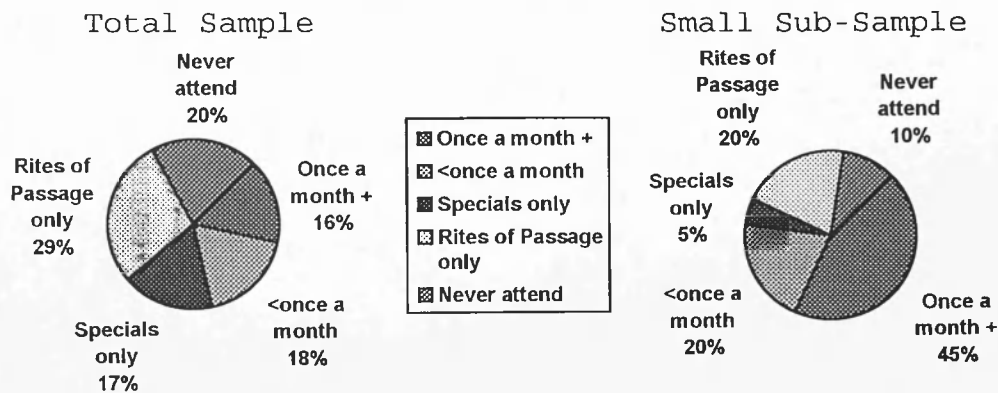 Total Sample
Never
attend
20%
Rites of
Passage
only
29%
Once a
month +
16%
Specials
only
17%
<once a
month
18%
Once a month +
<once a month
Specials only
Rites of Passage
only
Never attend
Small Sub-Sample
Rites of
Passage
only
20%
Never
attend
10%
Specials
only
5%
<once a
month
20%
Once a
month +
45%